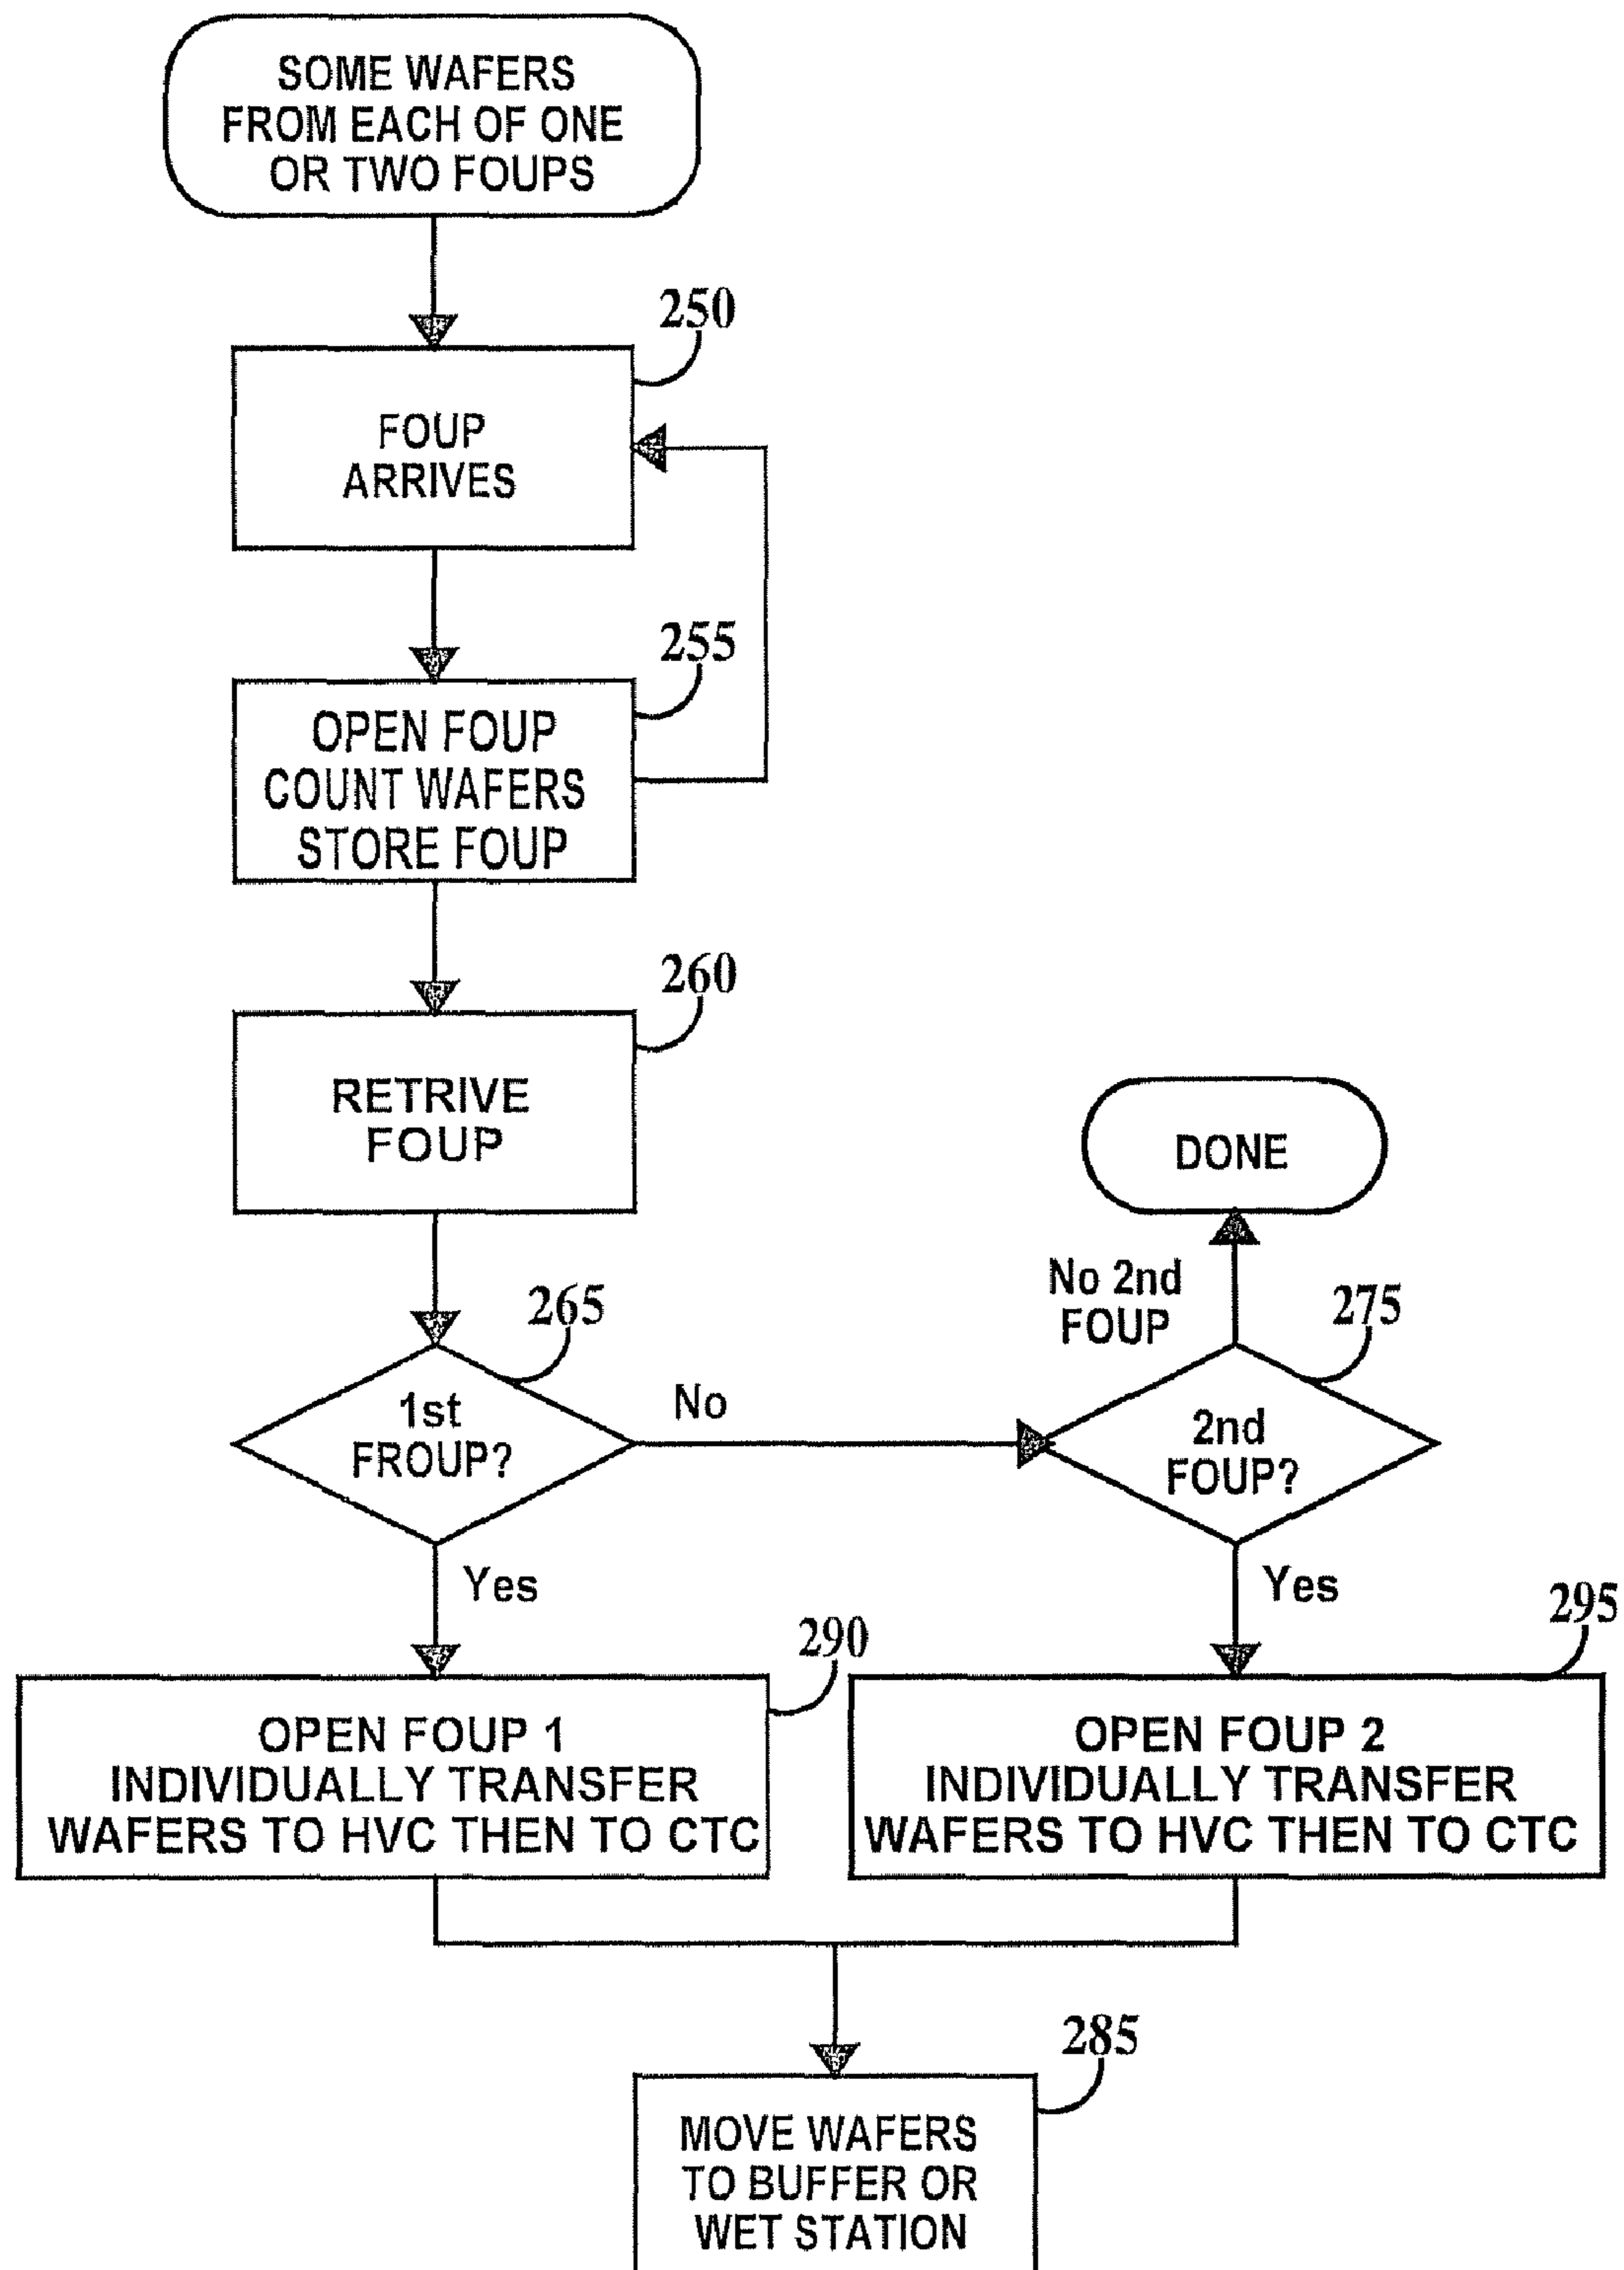 SOME WAFERS
FROM EACH OF ONE
OR TWO FOUPS
250
FOUP
ARRIVES
255
OPEN FOUP
COUNT WAFERS
STORE FOUP
260
RETRIVE
FOUP
DONE
No 2nd
FOUP
265
275
1st
FROUP?
No
2nd
FOUP?
Yes
Yes
290
295
OPEN FOUP 1
INDIVIDUALLY TRANSFER
WAFERS TO HVC THEN TO CTC
OPEN FOUP 2
INDIVIDUALLY TRANSFER
WAFERS TO HVC THEN TO CTC
285
MOVE WAFERS
TO BUFFER OR
WET STATION